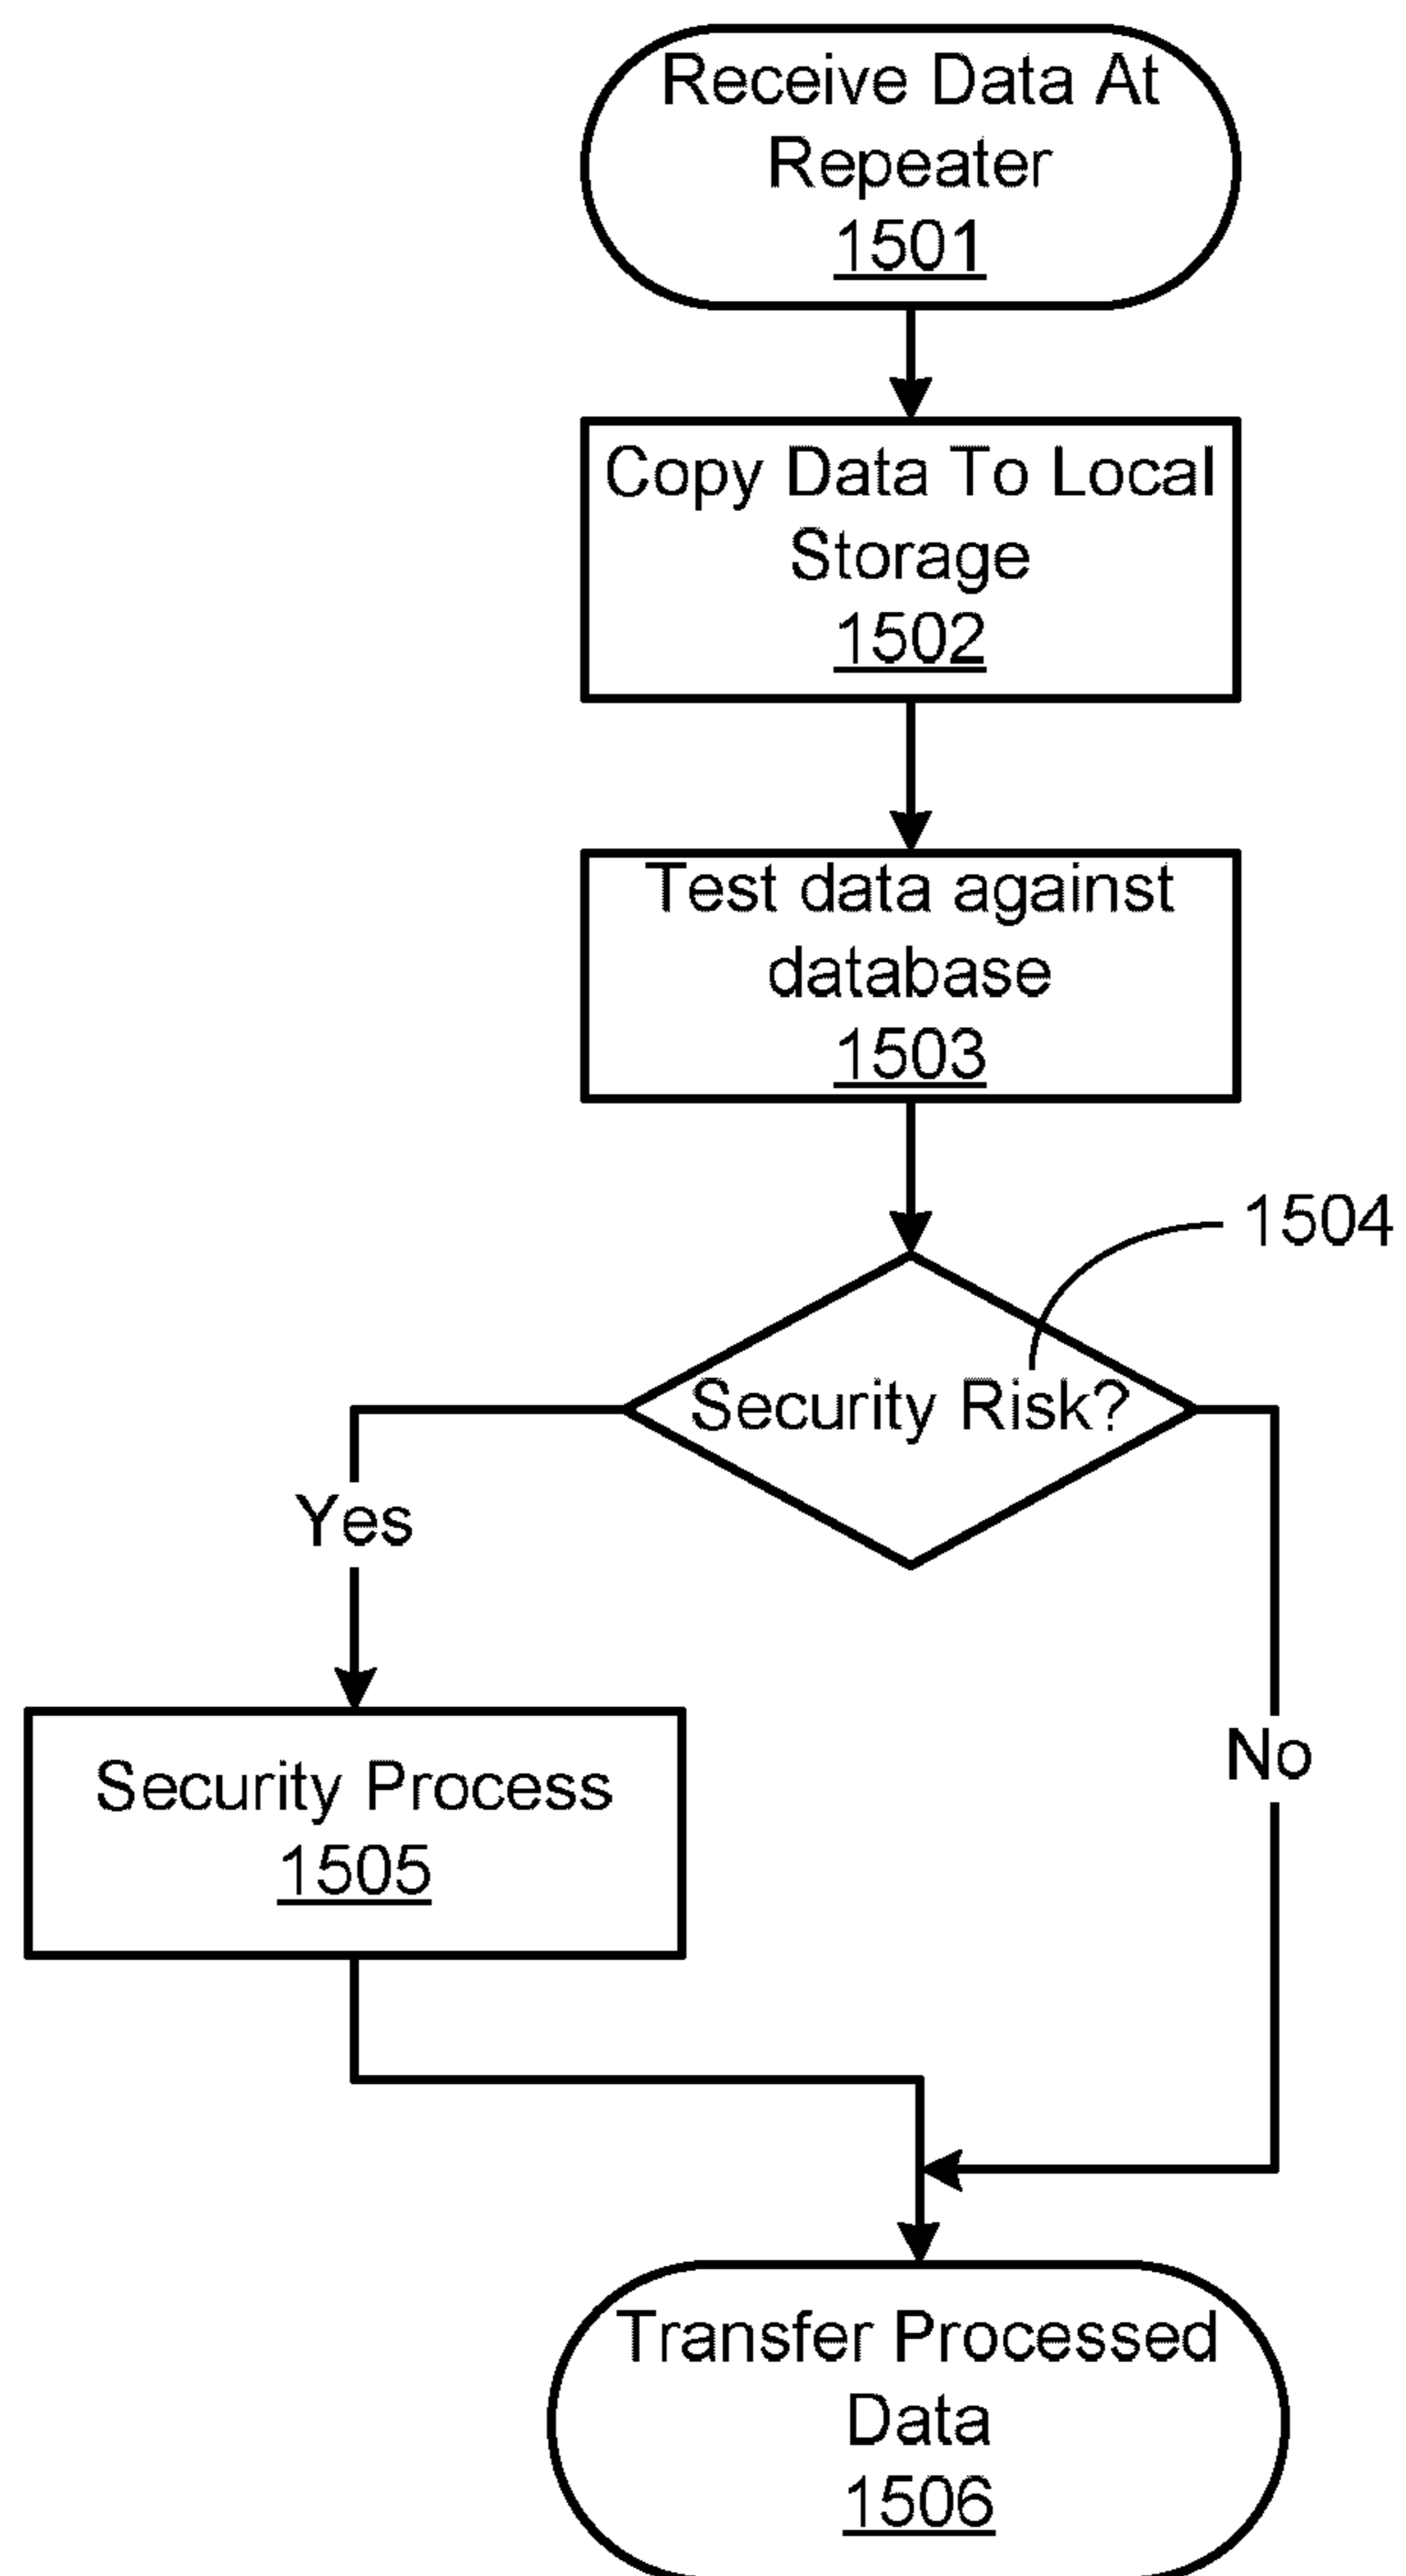 Receive Data At
Repeater
1501
Copy Data To Local
Storage
1502
Test data against
database
1503
1504
Security Risk?
Yes
No
Security Process
1505
Transfer Processed
Data
1506